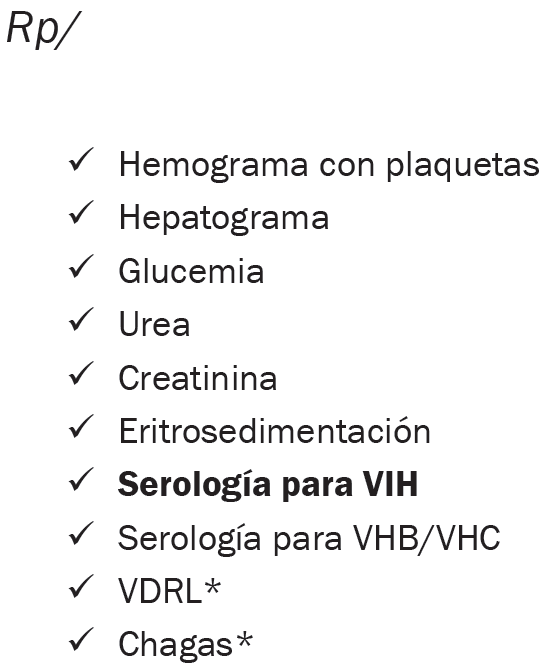 Rp/
✓ Hemograma con plaquetas
✓ Hepatograma
✓ Glucemia
✓ Urea
✓ Creatinina
✓ Eritrosedimentación
✓ Serología para VIH
✓ Serología para VHB/VHC
✓ VDRL*
✓ Chagas*